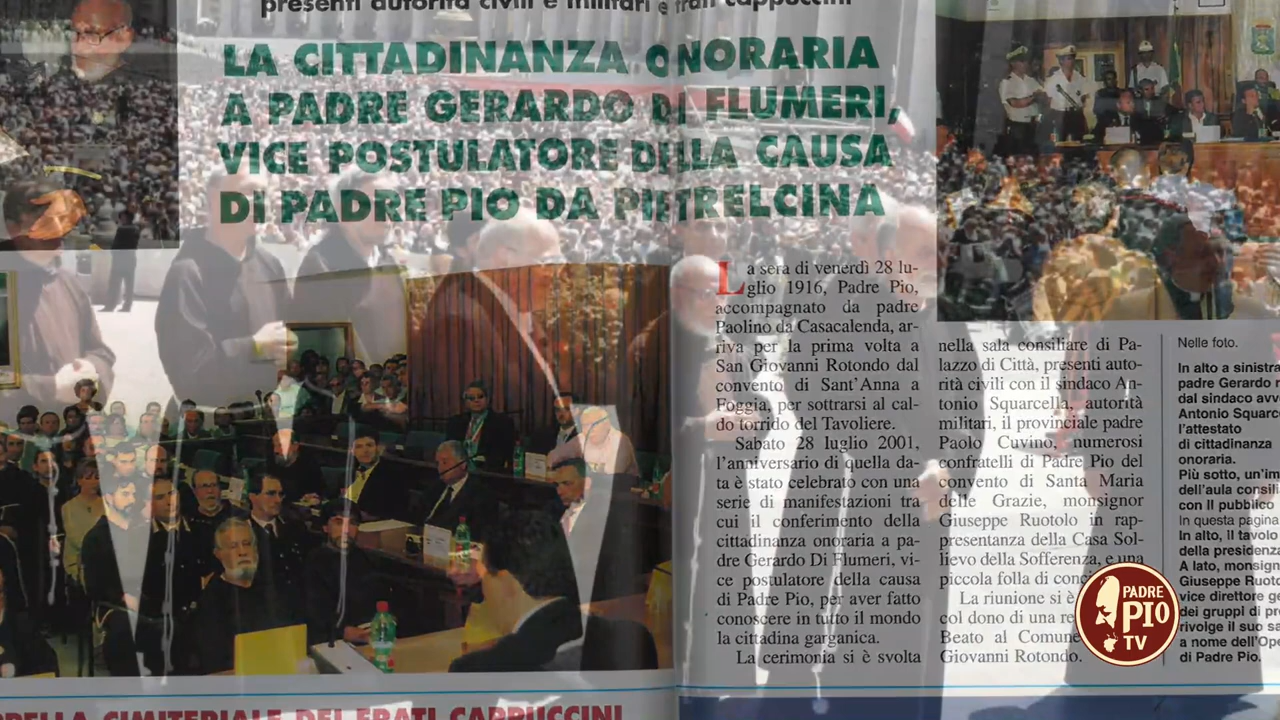 presenti autorità civili e militari e frati cappuccini
LA CITTADINANZA ONORARIA
A PADRE GERARDO DI FLUMERI,
VICE POSTULATORE DELLA CAUSA
DI PADRE PIO DA PIETRELCINA
La sera di venerdì 28 lu-
glio 1916, Padre Pio,
accompagnato da padre
Paolino da Casacalenda, ar-
riva per la prima volta a
San Giovanni Rotondo dal
convento di Sant'Anna a
Foggia, per sottrarsi al cal-
do torrido del Tavoliere.
Sabato 28 luglio 2001,
l'anniversario di quella da-
ta è stato celebrato con una
serie di manifestazioni tra
cui il conferimento della
cittadinanza onoraria a pa-
dre Gerardo Di Flumeri, vi-
ce postulatore della causa
di Padre Pio, per aver fatto
conoscere in tutto il mondo
la cittadina garganica.
La cerimonia si è svolta
nella sala consiliare di Pa-
lazzo di Città, presenti auto-
rità civili con il sindaco An-
tonio Squarcella, autorità
militari, il provinciale padre
Paolo Cuvino, numerosi
confratelli di Padre Pio del
convento di Santa Maria
delle Grazie, monsignor
Giuseppe Ruotolo in rap-
presentanza della Casa Sol-
lievo della Sofferenza, e una
piccola folla di conc
La riunione si è
col dono di una re
Beato al Comune
Giovanni Rotondo.
Nelle foto.
In alto a sinistra
padre Gerardo r
dal sindaco avv
Antonio Squarc
l'attestato
di cittadinanza
onoraria.
Più sotto, un'im
dell'aula consili
con Il pubblico
In questa pagina
In alto, il tavolo
della presidenza
A lato, monsign
Giuseppe Ruoto
vice direttore ge
dei gruppi di pre
rivolge il suo sa
a nome dell'Ope
di Padre Pio.
PADRE
PIO
TV
PPELLA CIMITERIALE DEI FRATI CAPPUCCINI